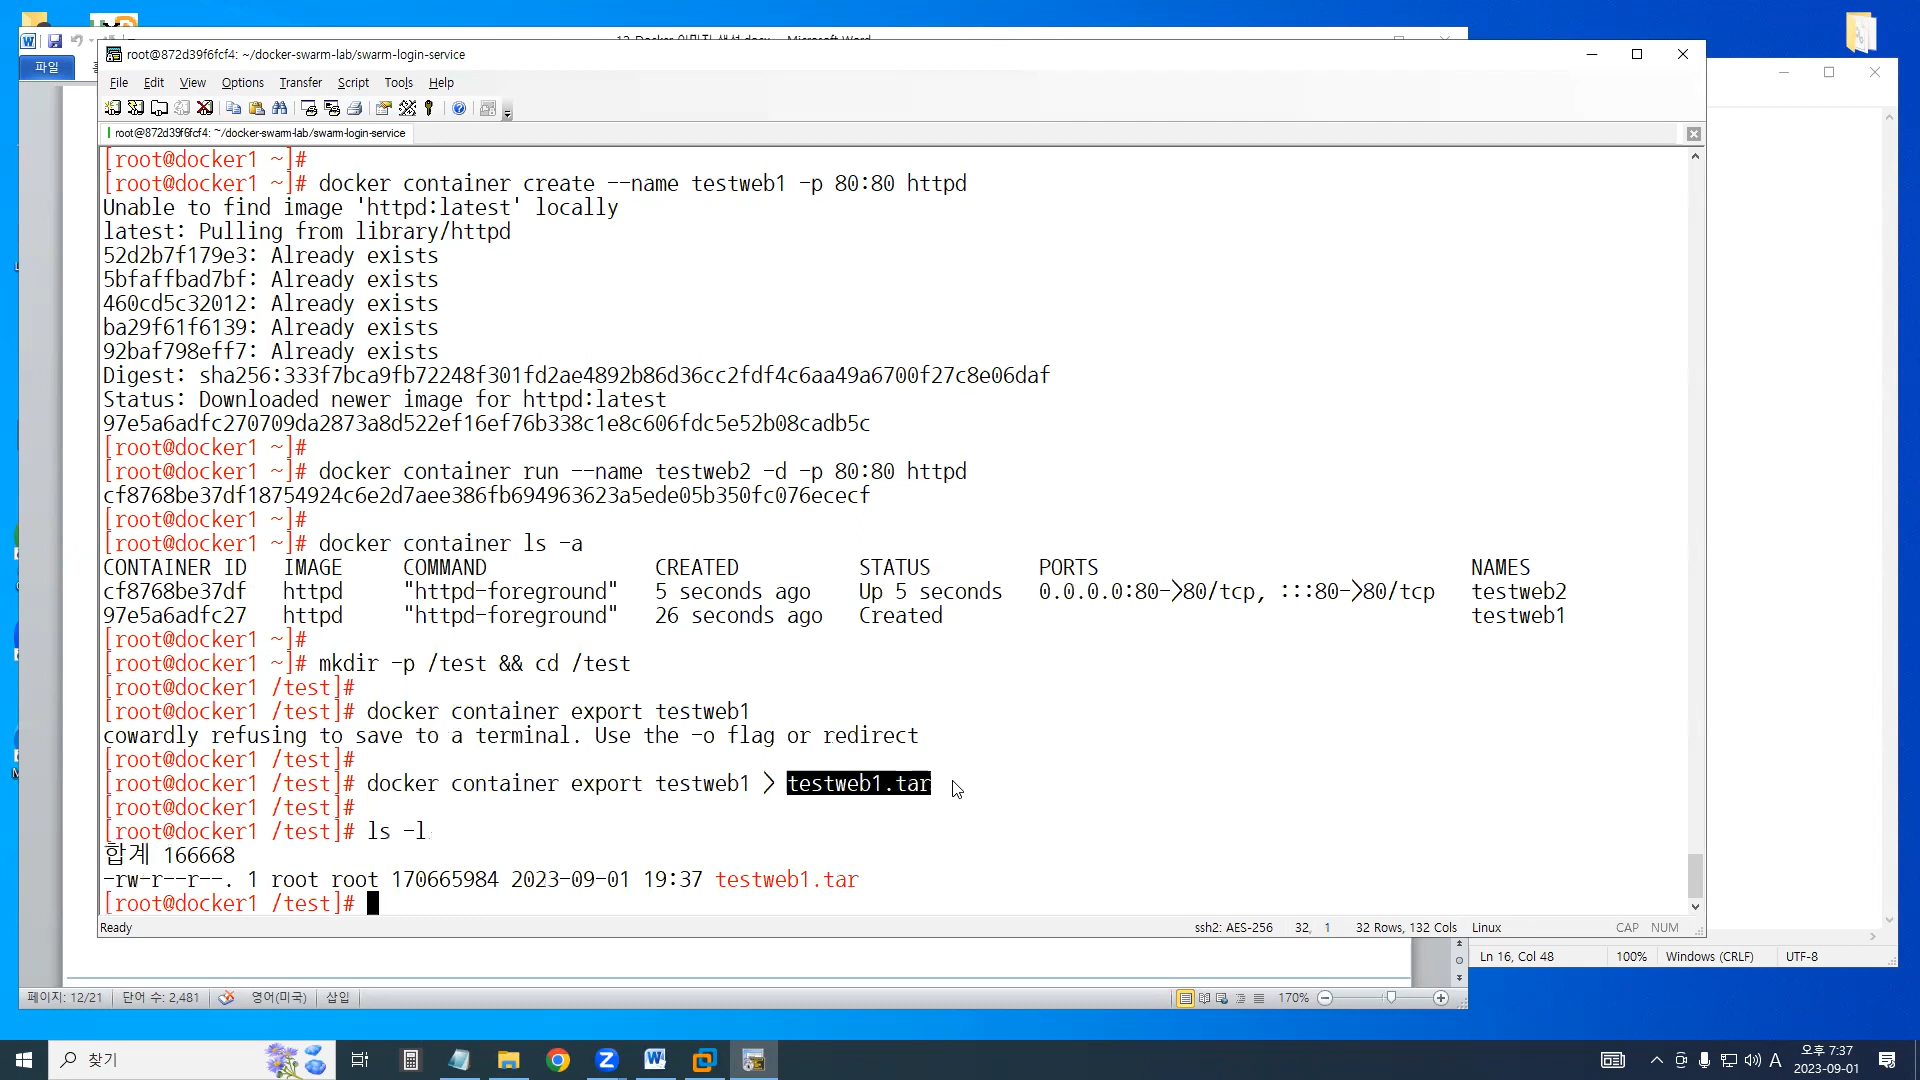 root@872d39f6fcf4: ~/docker-swarm-lab/swarm-login-service
File Edit View Options Transfer Script Tools Help
root@872d39f6fcf4: ~/docker-swarm-lab/swarm-login-service
[root@docker1 ~]#
[root@docker1 ~]# docker container create --name testweb1 -p 80:80 httpd
Unable to find image 'httpd:latest' locally
latest: Pulling from library/httpd
52d2b7f179e3: Already exists
5bfaffbad7bf: Already exists
460cd5c32012: Already exists
ba29f61f6139: Already exists
92baf798eff7: Already exists
Digest: sha256:333f7bca9fb72248f301fd2ae4892b86d36cc2fdf4c6aa49a6700f27c8e06daf
Status: Downloaded newer image for httpd:latest
97e5a6adfc270709da2873a8d522ef16ef76b338c1e8c606fdc5e52b08cadb5c
[root@docker1 ~]#
[root@docker1 ~]# docker container run --name testweb2 -d -p 80:80 httpd
cf8768be37df18754924c6e2d7aee386fb694963623a5ede05b350fc076ececf
[root@docker1 ~]#
[root@docker1 ~]# docker container ls -a
CONTAINER ID IMAGE COMMAND CREATED STATUS PORTS NAMES
cf8768be37df httpd "httpd-foreground" 5 seconds ago Up 5 seconds 0.0.0.0:80->80/tcp, :::80->80/tcp testweb2
97e5a6adfc27 httpd "httpd-foreground" 26 seconds ago Created testweb1
[root@docker1 ~]#
[root@docker1 ~]# mkdir -p /test && cd /test
[root@docker1 /test]#
[root@docker1 /test]# docker container export testweb1
cowardly refusing to save to a terminal. Use the -o flag or redirect
[root@docker1 /test]#
[root@docker1 /test]# docker container export testweb1 > testweb1.tar
[root@docker1 /test]#
[root@docker1 /test]# ls -l
합계 166668
-rw-r--r--. 1 root root 170665984 2023-09-01 19:37 testweb1.tar
[root@docker1 /test]#
Ready ssh2: AES-256 32, 1 32 Rows, 132 Cols Linux CAP NUM
파일
Ln 16, Col 48 100% Windows (CRLF) UTF-8
페이지: 12/21 단어 수: 2,481 영어(미국) 삽입 170%
찾기
A
오후 7:37
2023-09-01